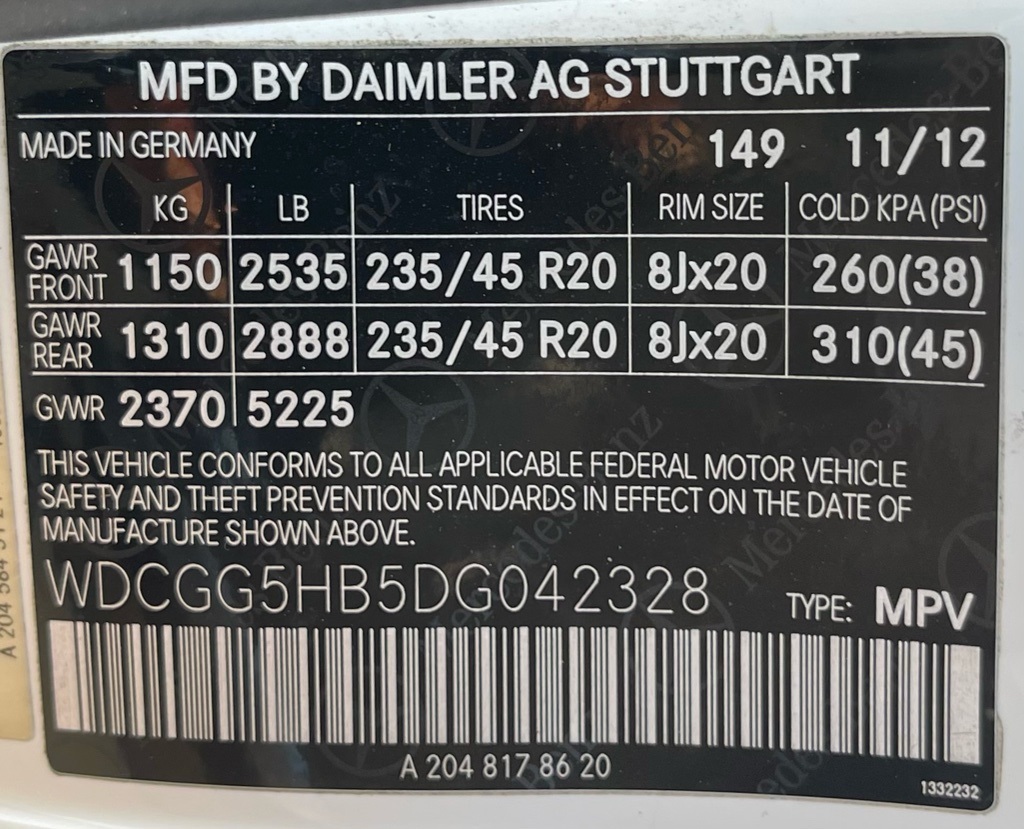 MFD BY DAIMLER AG STUTTGART
MADE IN GERMANY 149 11/12
KG LB TIRES RIM SIZE COLD KPA (PSI)
GAWR FRONT 1150 2535 235/45 R20 8Jx20 260(38)
GAWR REAR 1310 2888 235/45 R20 8Jx20 310(45)
GVWR 2370 5225
THIS VEHICLE CONFORMS TO ALL APPLICABLE FEDERAL MOTOR VEHICLE
SAFETY AND THEFT PREVENTION STANDARDS IN EFFECT ON THE DATE OF
MANUFACTURE SHOWN ABOVE.
WDCGG5HB5DG042328 TYPE: MPV
A 204 817 86 20
1332232